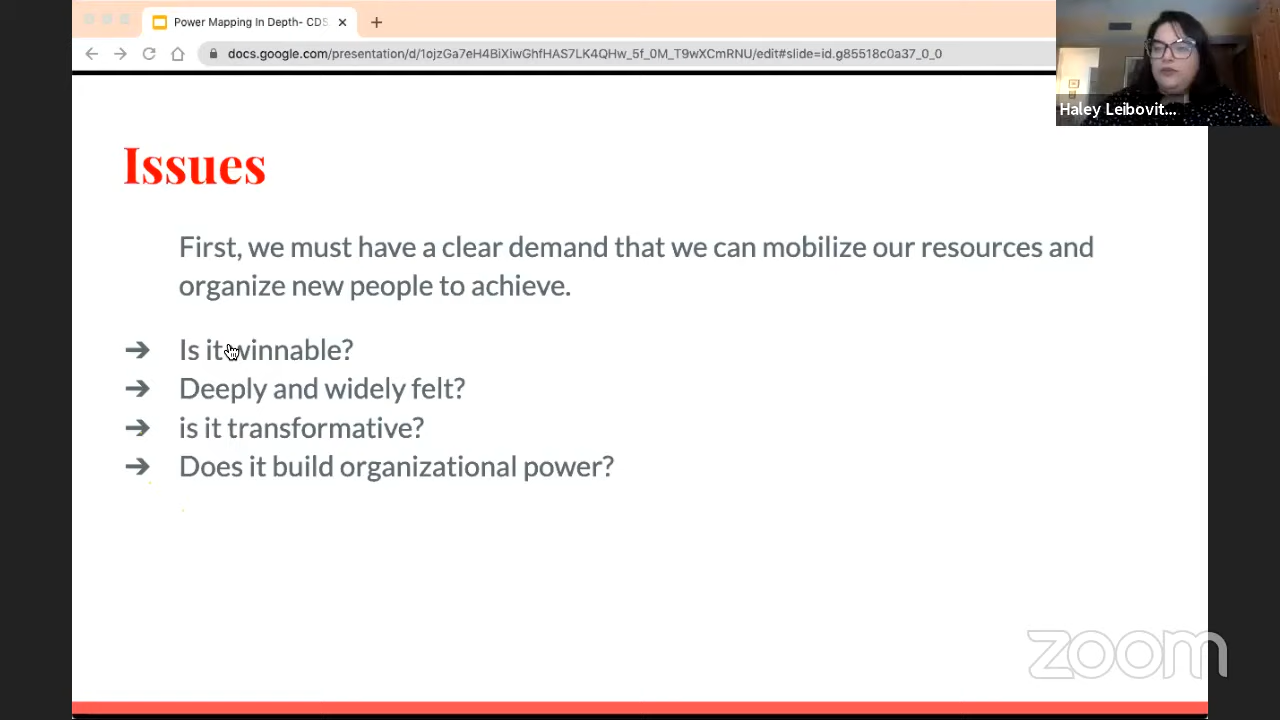 Power Mapping In Depth- CDS
docs.google.com/presentation/d/1ojzGa7eH4BiXiwGhfHAS7LK4QHw_5f_0M_T9wXCmRNU/edit#slide=id.g85518c0a37_0_0
Haley Leibovit...
Issues
First, we must have a clear demand that we can mobilize our resources and
organize new people to achieve.
➔ Is it winnable?
➔ Deeply and widely felt?
➔ is it transformative?
➔ Does it build organizational power?
zoom